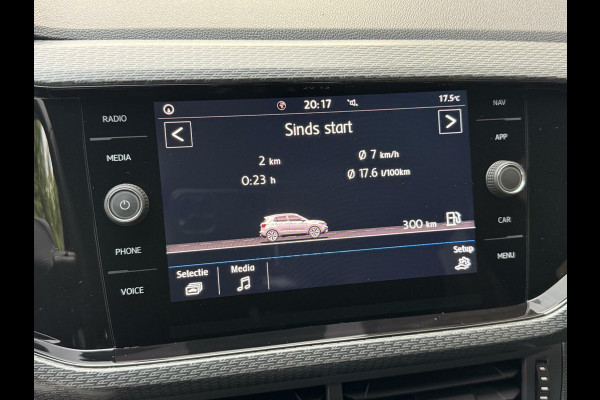 20:17
17.5°C
RADIO
MEDIA
PHONE
VOICE
NAV
APP
CAR
MENU
< Sinds start >
2 km
Ø 7 km/h
0:23 h
Ø 17.6 l/100km
300 km
Selectie
Media
Setup